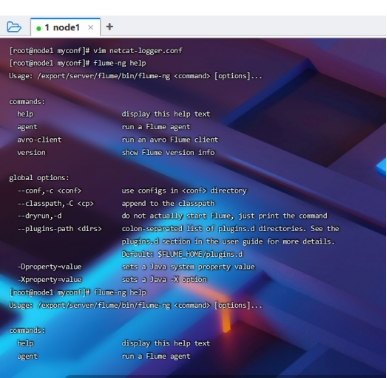 1 node1 × +
[root@node1 myconf]# vim netcat-logger.conf
[root@node1 myconf]# flume-ng help
Usage: /export/server/flume/bin/flume-ng <command> [options]...
commands:
help display this help text
agent run a Flume agent
avro-client run an avro Flume client
version show Flume version info
global options:
--conf,-c <conf> use configs in <conf> directory
--classpath,-C <cp> append to the classpath
--dryrun,-d do not actually start Flume, just print the command
--plugins-path <dirs> colon-separated list of plugins.d directories. See the
plugins.d section in the user guide for more details.
Default: $FLUME_HOME/plugins.d
-Dproperty=value sets a Java system property value
-Xproperty=value sets a Java -X option
[root@node1 myconf]# flume-ng help
Usage: /export/server/flume/bin/flume-ng <command> [options]...
commands:
help display this help text
agent run a Flume agent